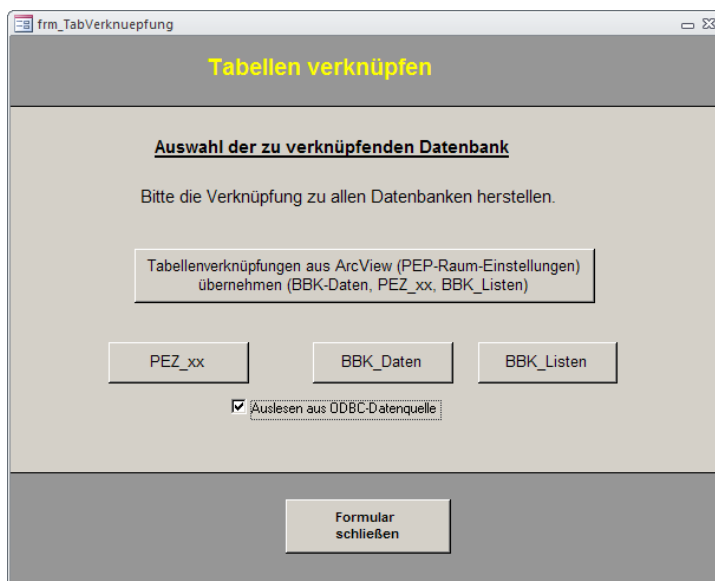 frm_TabVerknuepfung
Tabellen verknüpfen
Auswahl der zu verknüpfenden Datenbank
Bitte die Verknüpfung zu allen Datenbanken herstellen.
Tabellenverknüpfungen aus ArcView (PEP-Raum-Einstellungen)
übernehmen (BBK-Daten, PEZ_xx, BBK_Listen)
PEZ_xx BBK_Daten BBK_Listen
Auslesen aus ODBC-Datenquelle
Formular
schließen